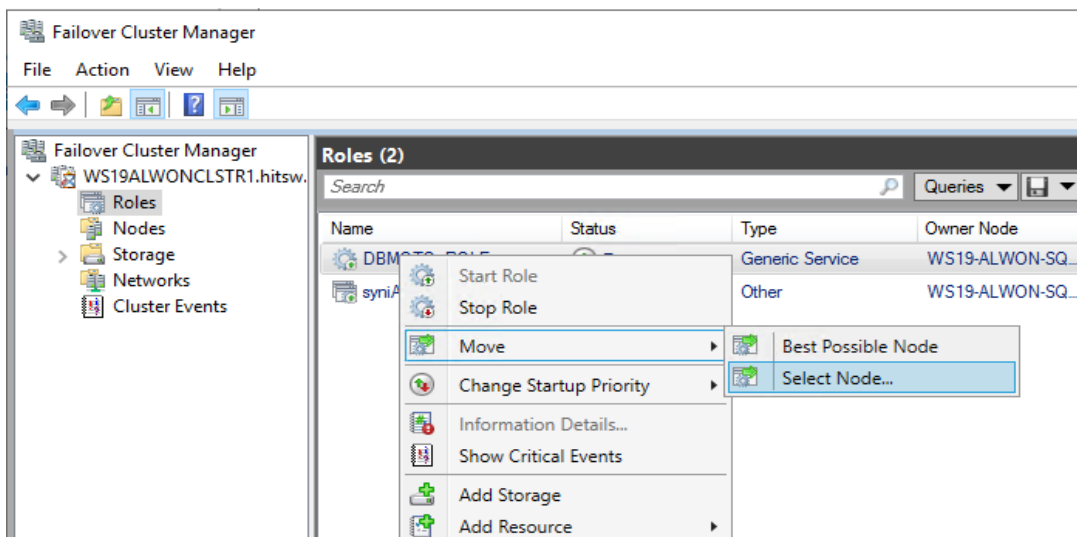 Failover Cluster Manager
File Action View Help
Failover Cluster Manager
WS19ALWONCLSTR1.hitsw.
Roles
Nodes
Storage
Networks
Cluster Events
Roles (2)
Search Queries
Name Status Type Owner Node
Generic Service WS19-ALWON-SQ...
syniA Other WS19-ALWON-SQ...
Start Role
Stop Role
Move
Best Possible Node
Select Node...
Change Startup Priority
Information Details...
Show Critical Events
Add Storage
Add Resource